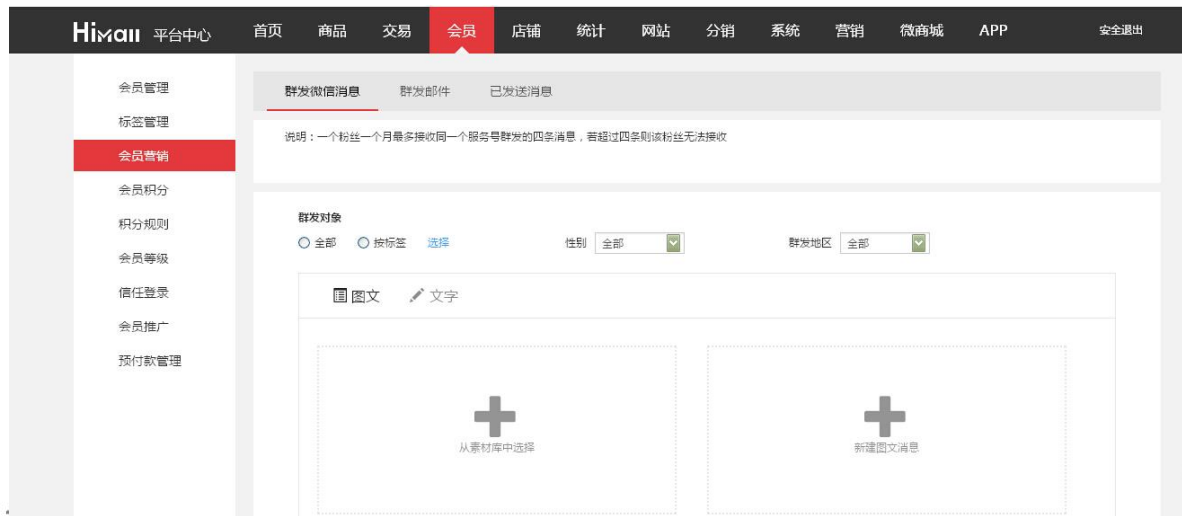 Himall 平台中心 首页 商品 交易 会员 店铺 统计 网站 分销 系统 营销 微商城 APP 安全退出
会员管理
标签管理
会员营销
会员积分
积分规则
会员等级
信任登录
会员推广
预付款管理
群发微信消息 群发邮件 已发送消息
说明：一个粉丝一个月最多接收同一个服务号群发的四条消息，若超过四条则该粉丝无法接收
群发对象
全部 按标签 选择 性别 全部 群发地区 全部
图文 文字
从素材库中选择 新建图文消息